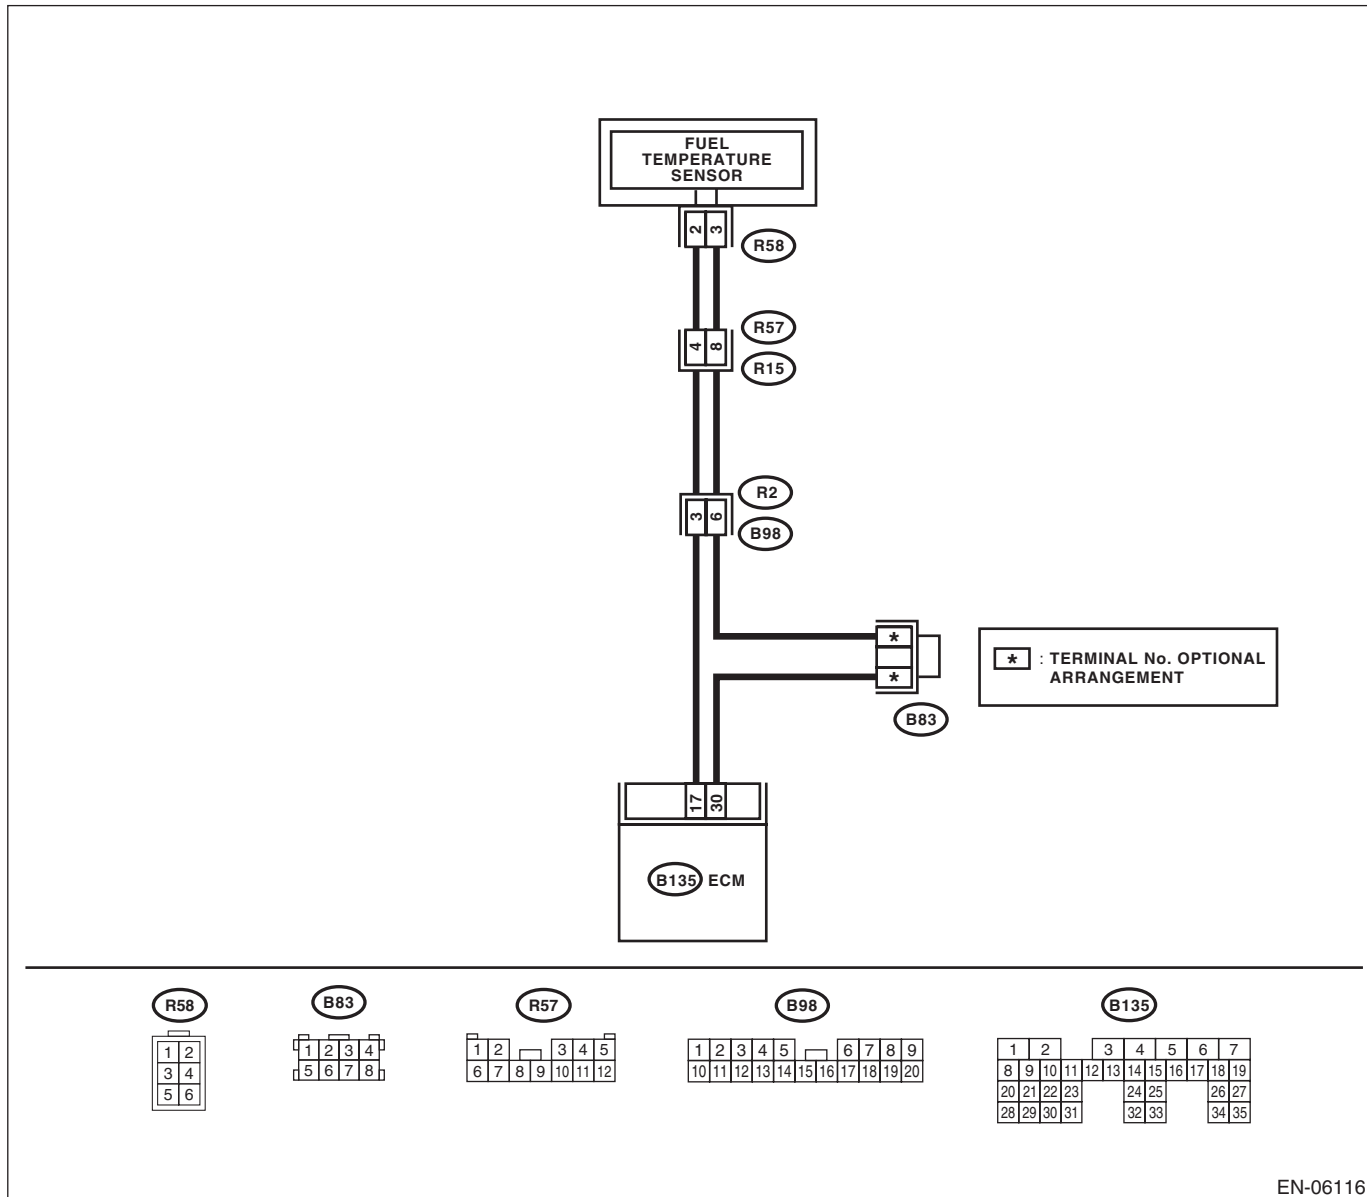 FUEL
TEMPERATURE
SENSOR
2 3
R58
R57
4 8
R15
R2
3 6
B98
*
* : TERMINAL No. OPTIONAL
ARRANGEMENT
*
B83
17 30
B135 ECM
R58
1 2
3 4
5 6
B83
1 2 3 4
5 6 7 8
R57
1 2 3 4 5
6 7 8 9 10 11 12
B98
1 2 3 4 5 6 7 8 9
10 11 12 13 14 15 16 17 18 19 20
B135
1 2 3 4 5 6 7
8 9 10 11 12 13 14 15 16 17 18 19
20 21 22 23 24 25 26 27
28 29 30 31 32 33 34 35
EN-06116